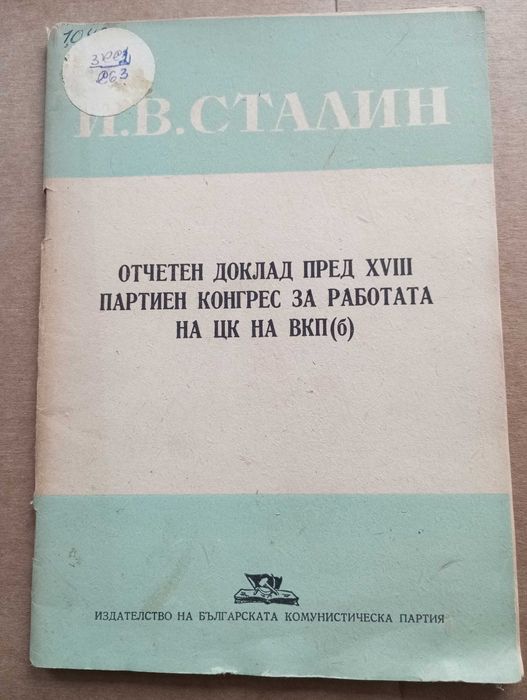 И.В.СТАЛИН
ОТЧЕТЕН ДОКЛАД ПРЕД XVIII
ПАРТИЕН КОНГРЕС ЗА РАБОТАТА
НА ЦК НА ВКП(б)
ИЗДАТЕЛСТВО НА БЪЛГАРСКАТА КОМУНИСТИЧЕСКА ПАРТИЯ